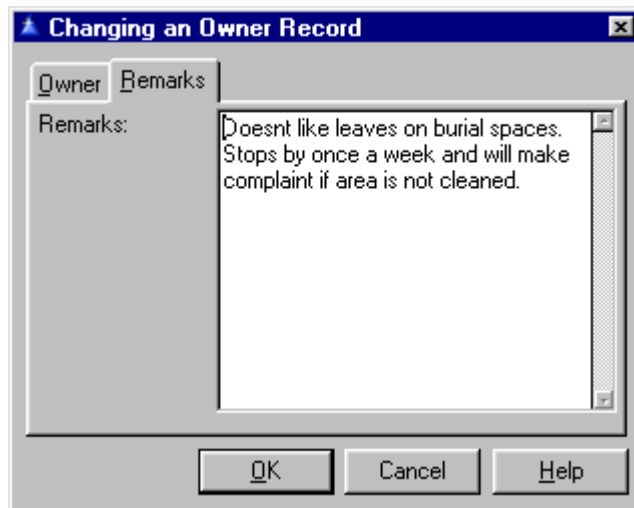 Changing an Owner Record
Owner Remarks
Remarks:
Doesnt like leaves on burial spaces.
Stops by once a week and will make
complaint if area is not cleaned.
OK Cancel Help